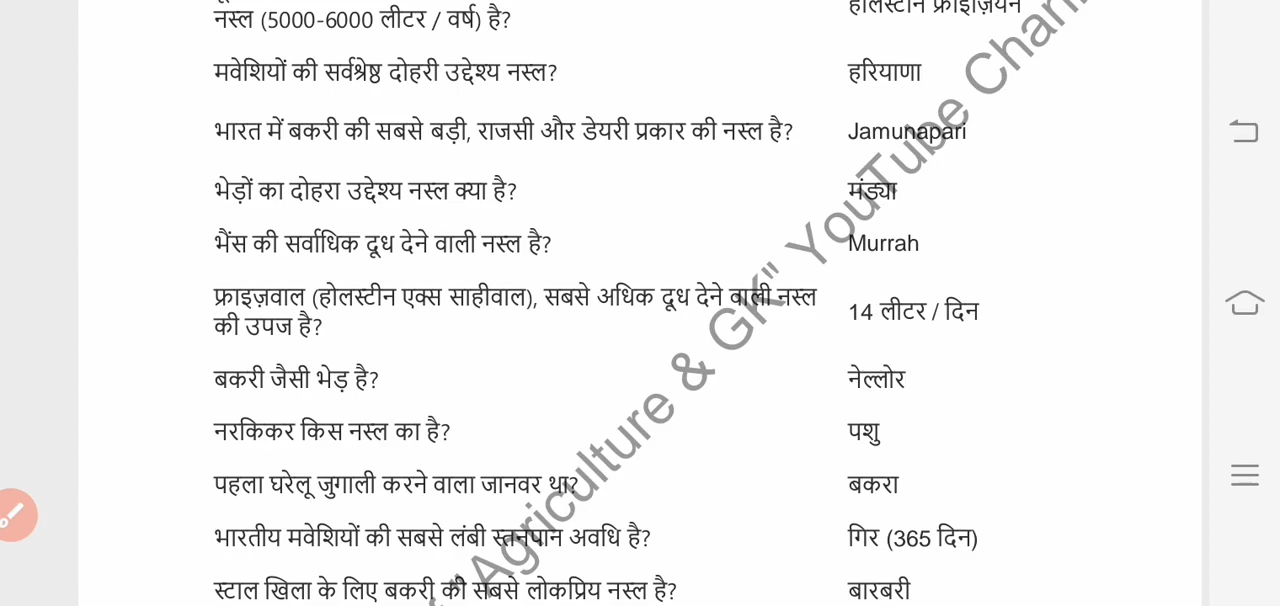 नस्ल (5000-6000 लीटर / वर्ष) है?
होलस्टीन फ्राइज़ियन
मवेशियों की सर्वश्रेष्ठ दोहरी उद्देश्य नस्ल? हरियाणा
भारत में बकरी की सबसे बड़ी, राजसी और डेयरी प्रकार की नस्ल है? Jamunapari
भेड़ों का दोहरा उद्देश्य नस्ल क्या है? मंड्या
भैंस की सर्वाधिक दूध देने वाली नस्ल है? Murrah
फ्राइज़वाल (होलस्टीन एक्स साहीवाल), सबसे अधिक दूध देने वाली नस्ल
की उपज है? 14 लीटर / दिन
बकरी जैसी भेड़ है? नेल्लोर
नरकिकर किस नस्ल का है? पशु
पहला घरेलू जुगाली करने वाला जानवर था? बकरा
भारतीय मवेशियों की सबसे लंबी स्तनपान अवधि है? गिर (365 दिन)
स्टाल खिला के लिए बकरी की सबसे लोकप्रिय नस्ल है? बारबरी
"Agriculture & GK" YouTube